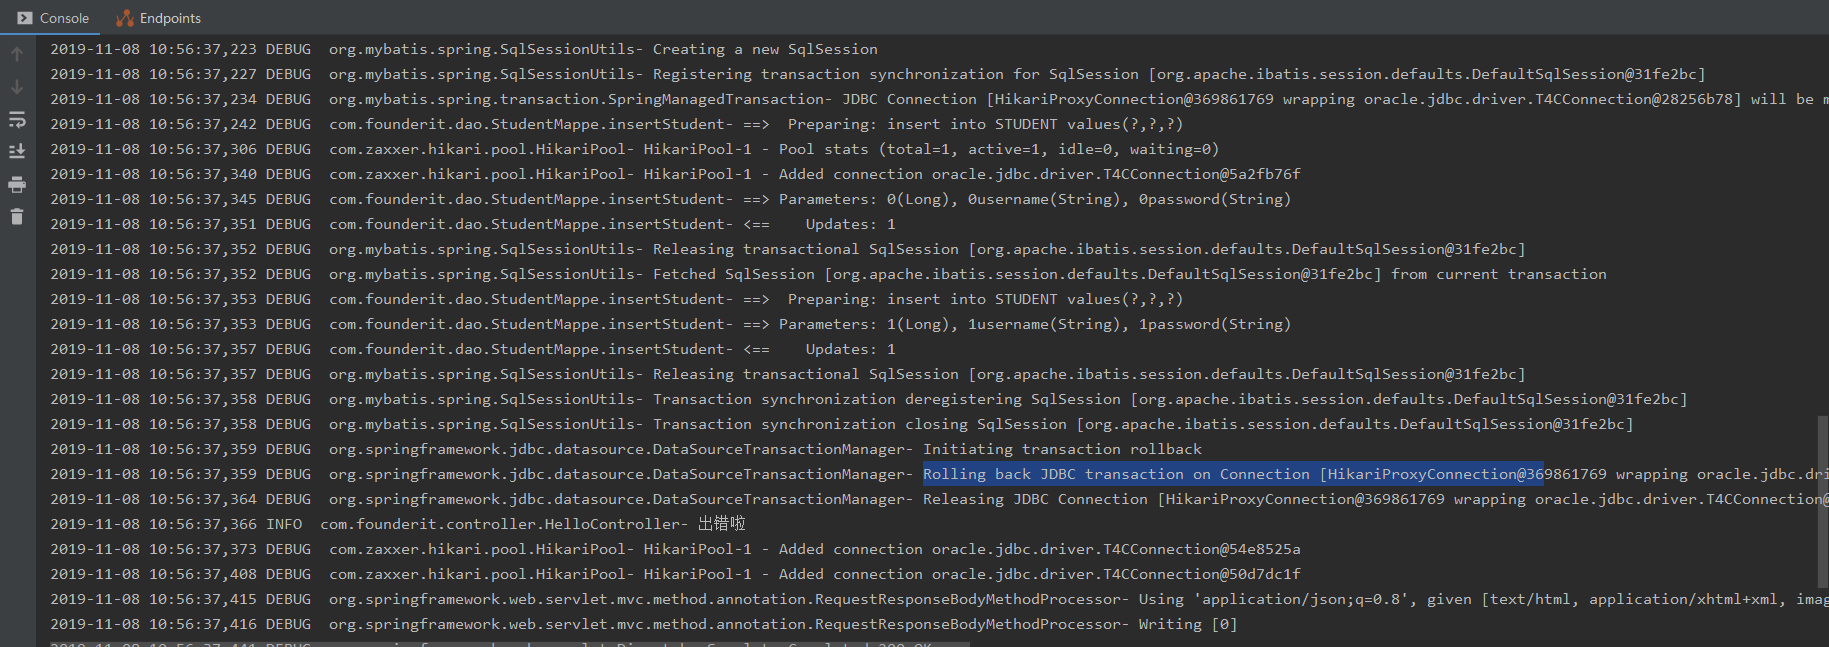 Console Endpoints
2019-11-08 10:56:37,223 DEBUG  org.mybatis.spring.SqlSessionUtils- Creating a new SqlSession
2019-11-08 10:56:37,227 DEBUG  org.mybatis.spring.SqlSessionUtils- Registering transaction synchronization for SqlSession [org.apache.ibatis.session.defaults.DefaultSqlSession@31fe2bc]
2019-11-08 10:56:37,234 DEBUG  org.mybatis.spring.transaction.SpringManagedTransaction- JDBC Connection [HikariProxyConnection@369861769 wrapping oracle.jdbc.driver.T4CConnection@28256b78] will be m
2019-11-08 10:56:37,242 DEBUG  com.founderit.dao.StudentMappe.insertStudent- ==>  Preparing: insert into STUDENT values(?,?,?)
2019-11-08 10:56:37,306 DEBUG  com.zaxxer.hikari.pool.HikariPool- HikariPool-1 - Pool stats (total=1, active=1, idle=0, waiting=0)
2019-11-08 10:56:37,340 DEBUG  com.zaxxer.hikari.pool.HikariPool- HikariPool-1 - Added connection oracle.jdbc.driver.T4CConnection@5a2fb76f
2019-11-08 10:56:37,345 DEBUG  com.founderit.dao.StudentMappe.insertStudent- ==> Parameters: 0(Long), 0username(String), 0password(String)
2019-11-08 10:56:37,351 DEBUG  com.founderit.dao.StudentMappe.insertStudent- <==    Updates: 1
2019-11-08 10:56:37,352 DEBUG  org.mybatis.spring.SqlSessionUtils- Releasing transactional SqlSession [org.apache.ibatis.session.defaults.DefaultSqlSession@31fe2bc]
2019-11-08 10:56:37,352 DEBUG  org.mybatis.spring.SqlSessionUtils- Fetched SqlSession [org.apache.ibatis.session.defaults.DefaultSqlSession@31fe2bc] from current transaction
2019-11-08 10:56:37,353 DEBUG  com.founderit.dao.StudentMappe.insertStudent- ==>  Preparing: insert into STUDENT values(?,?,?)
2019-11-08 10:56:37,353 DEBUG  com.founderit.dao.StudentMappe.insertStudent- ==> Parameters: 1(Long), 1username(String), 1password(String)
2019-11-08 10:56:37,357 DEBUG  com.founderit.dao.StudentMappe.insertStudent- <==    Updates: 1
2019-11-08 10:56:37,357 DEBUG  org.mybatis.spring.SqlSessionUtils- Releasing transactional SqlSession [org.apache.ibatis.session.defaults.DefaultSqlSession@31fe2bc]
2019-11-08 10:56:37,358 DEBUG  org.mybatis.spring.SqlSessionUtils- Transaction synchronization deregistering SqlSession [org.apache.ibatis.session.defaults.DefaultSqlSession@31fe2bc]
2019-11-08 10:56:37,358 DEBUG  org.mybatis.spring.SqlSessionUtils- Transaction synchronization closing SqlSession [org.apache.ibatis.session.defaults.DefaultSqlSession@31fe2bc]
2019-11-08 10:56:37,359 DEBUG  org.springframework.jdbc.datasource.DataSourceTransactionManager- Initiating transaction rollback
2019-11-08 10:56:37,359 DEBUG  org.springframework.jdbc.datasource.DataSourceTransactionManager- Rolling back JDBC transaction on Connection [HikariProxyConnection@369861769 wrapping oracle.jdbc.dri
2019-11-08 10:56:37,364 DEBUG  org.springframework.jdbc.datasource.DataSourceTransactionManager- Releasing JDBC Connection [HikariProxyConnection@369861769 wrapping oracle.jdbc.driver.T4CConnection@
2019-11-08 10:56:37,366 INFO  com.founderit.controller.HelloController- 出错啦
2019-11-08 10:56:37,373 DEBUG  com.zaxxer.hikari.pool.HikariPool- HikariPool-1 - Added connection oracle.jdbc.driver.T4CConnection@54e8525a
2019-11-08 10:56:37,408 DEBUG  com.zaxxer.hikari.pool.HikariPool- HikariPool-1 - Added connection oracle.jdbc.driver.T4CConnection@50d7dc1f
2019-11-08 10:56:37,415 DEBUG  org.springframework.web.servlet.mvc.method.annotation.RequestResponseBodyMethodProcessor- Using 'application/json;q=0.8', given [text/html, application/xhtml+xml, imag
2019-11-08 10:56:37,416 DEBUG  org.springframework.web.servlet.mvc.method.annotation.RequestResponseBodyMethodProcessor- Writing [0]